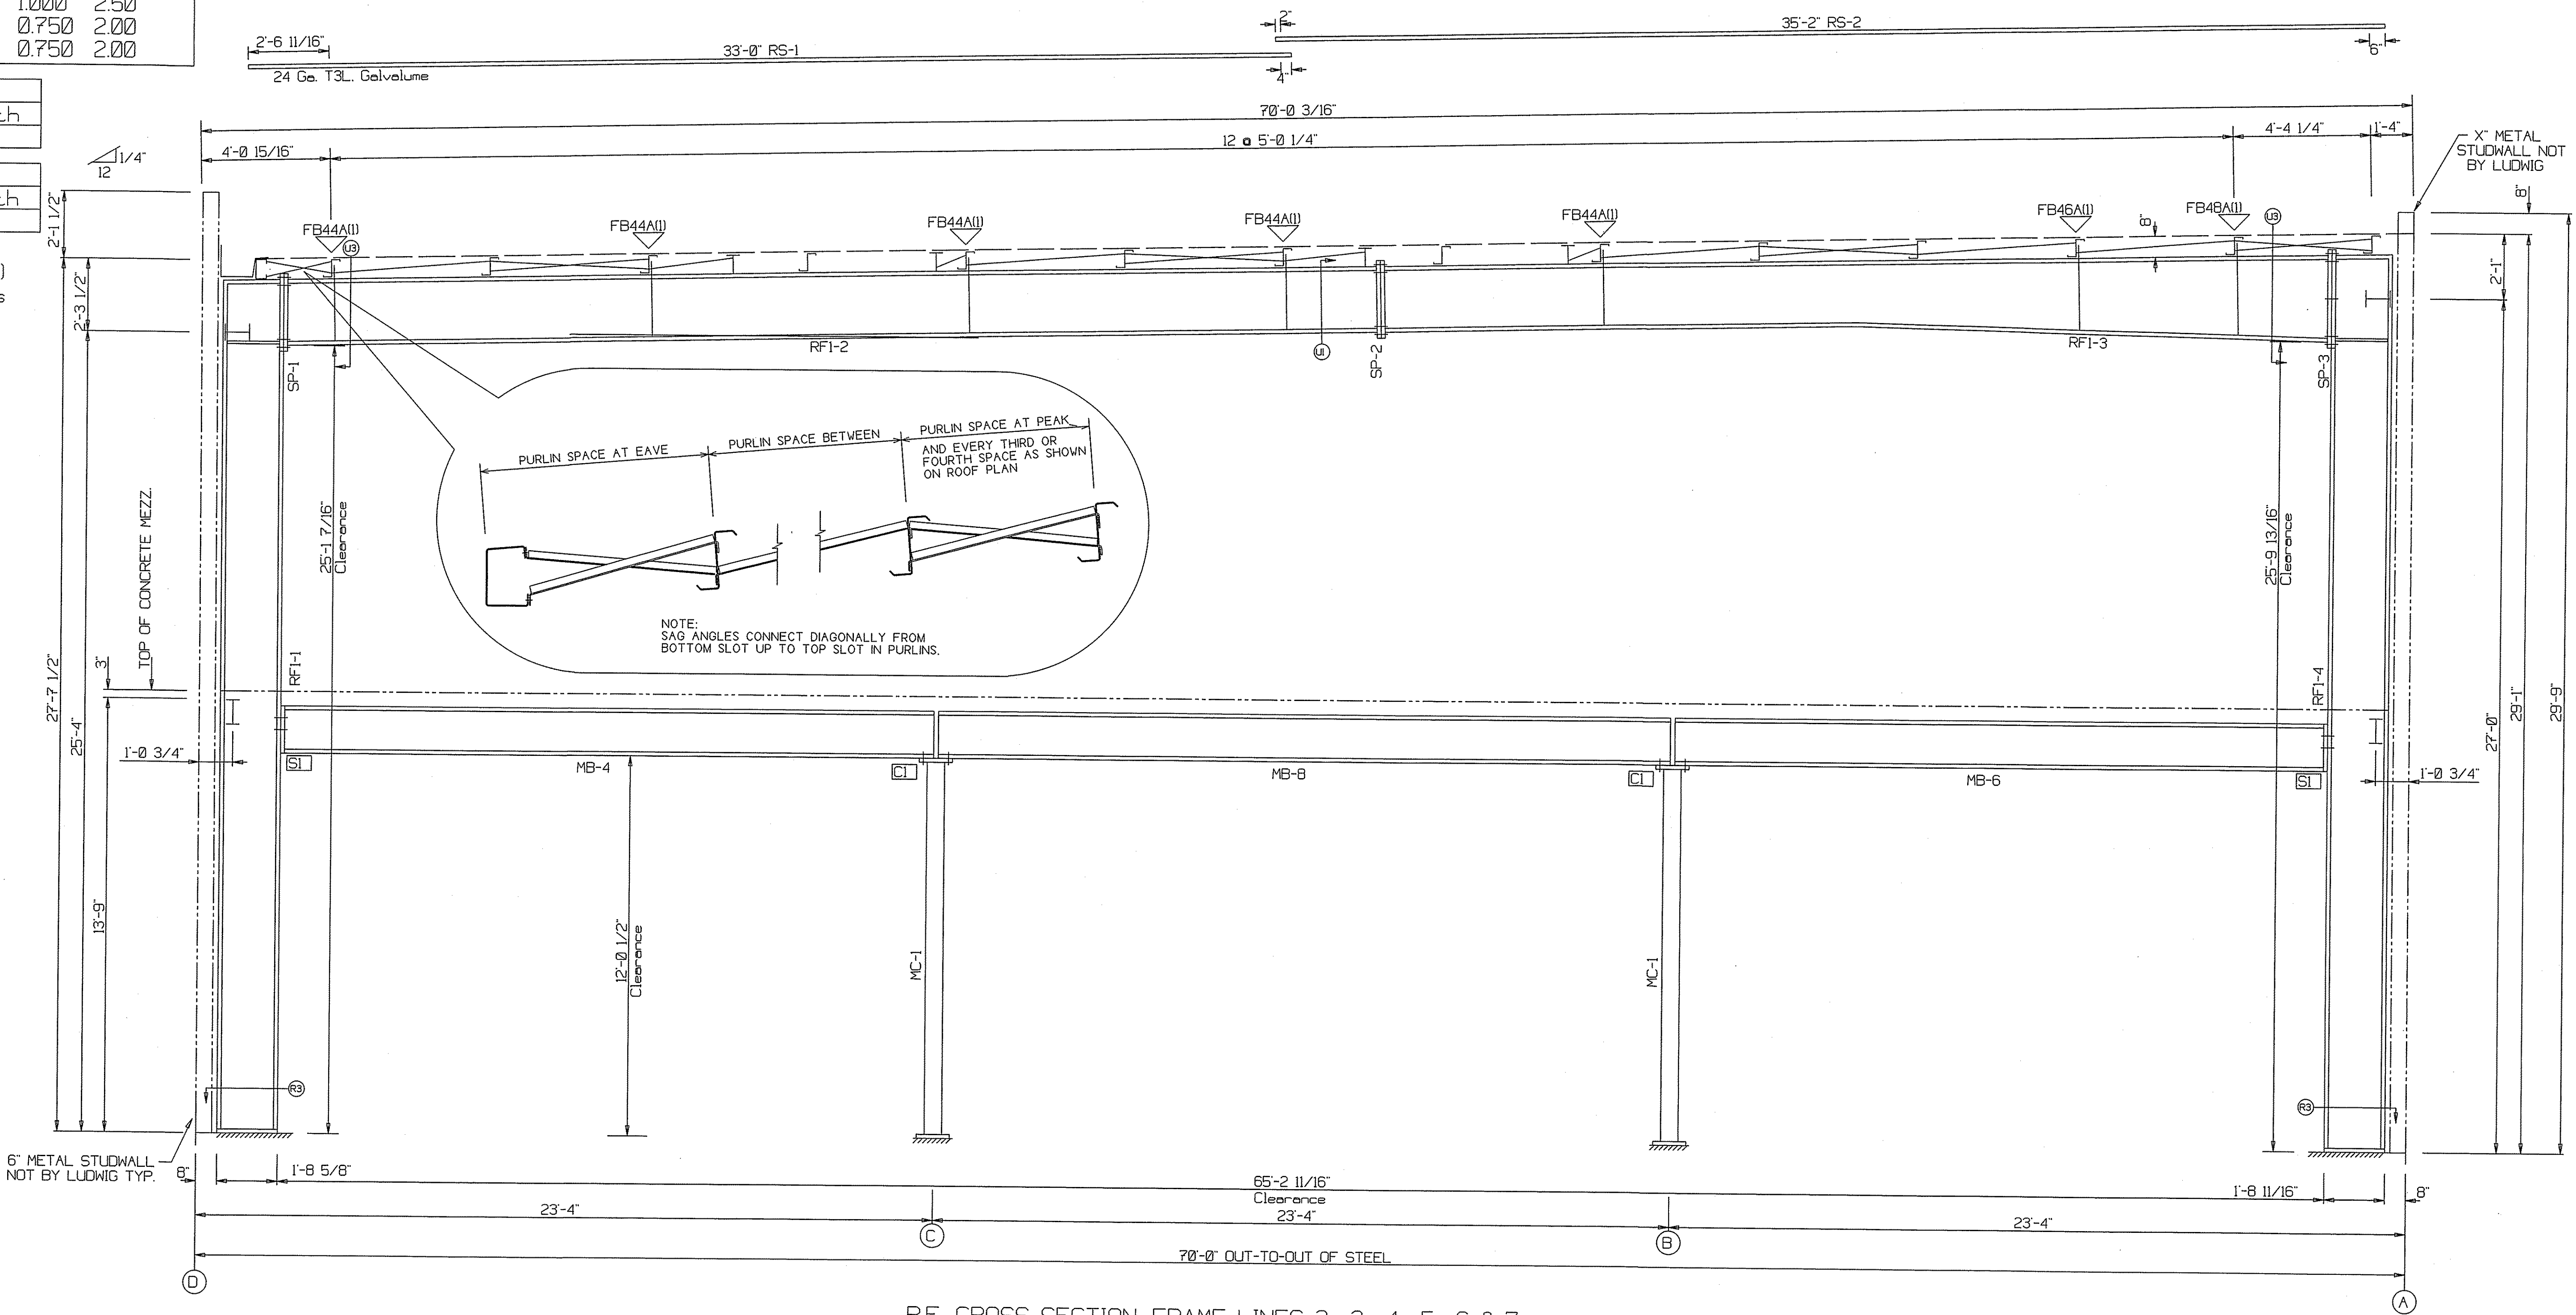 1.000 2.50
0.750 2.00
0.750 2.00
2'-6 11/16"
33'-0" RS-1
24 Ga. T3L. Galvalume
2"
35'-2" RS-2
4"
6"
70'-0 3/16"
4'-0 15/16"
12 @ 5'-0 1/4"
4'-4 1/4"
1'-4"
X" METAL
STUDWALL NOT
BY LUDWIG
1/4"
12
2'-1 1/2"
FB44A(1)
FB44A(1)
FB44A(1)
FB44A(1)
FB44A(1)
FB46A(1)
FB48A(1)
U3
U3
8"
8"
2'-3 1/2"
2'-1"
RF1-2
RF1-3
U1
SP-1
SP-2
SP-3
PURLIN SPACE AT EAVE
PURLIN SPACE BETWEEN
PURLIN SPACE AT PEAK
AND EVERY THIRD OR
FOURTH SPACE AS SHOWN
ON ROOF PLAN
NOTE:
SAG ANGLES CONNECT DIAGONALLY FROM
BOTTOM SLOT UP TO TOP SLOT IN PURLINS.
25'-1 7/16"
Clearance
25'-9 13/16"
Clearance
TOP OF CONCRETE MEZZ.
3"
RF1-1
RF1-4
27'-7 1/2"
25'-4"
13'-9"
27'-0"
29'-1"
29'-9"
1'-0 3/4"
1'-0 3/4"
S1
MB-4
C1
MB-8
C1
MB-6
S1
12'-0 1/2"
Clearance
MC-1
MC-1
R3
R3
6" METAL STUDWALL
NOT BY LUDWIG TYP.
8"
1'-8 5/8"
65'-2 11/16"
Clearance
1'-8 11/16"
8"
23'-4"
23'-4"
23'-4"
C
B
70'-0" OUT-TO-OUT OF STEEL
D
A